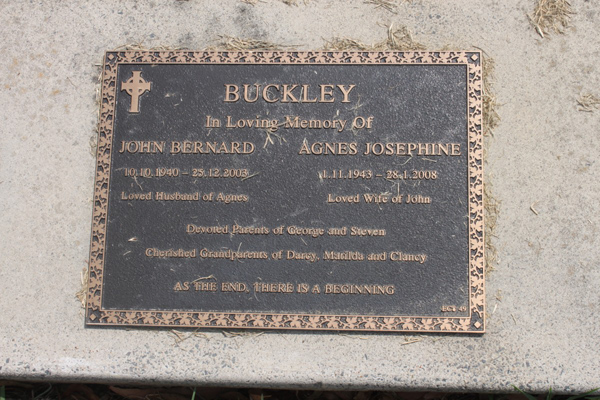 BUCKLEY
In Loving Memory Of
JOHN BERNARD AGNES JOSEPHINE
10.10.1940 – 25.12.2003 1.11.1943 – 28.1.2008
Loved Husband of Agnes Loved Wife of John
Devoted Parents of George and Steven
Cherished Grandparents of Darcy, Matilda and Clancy
AS THE END, THERE IS A BEGINNING